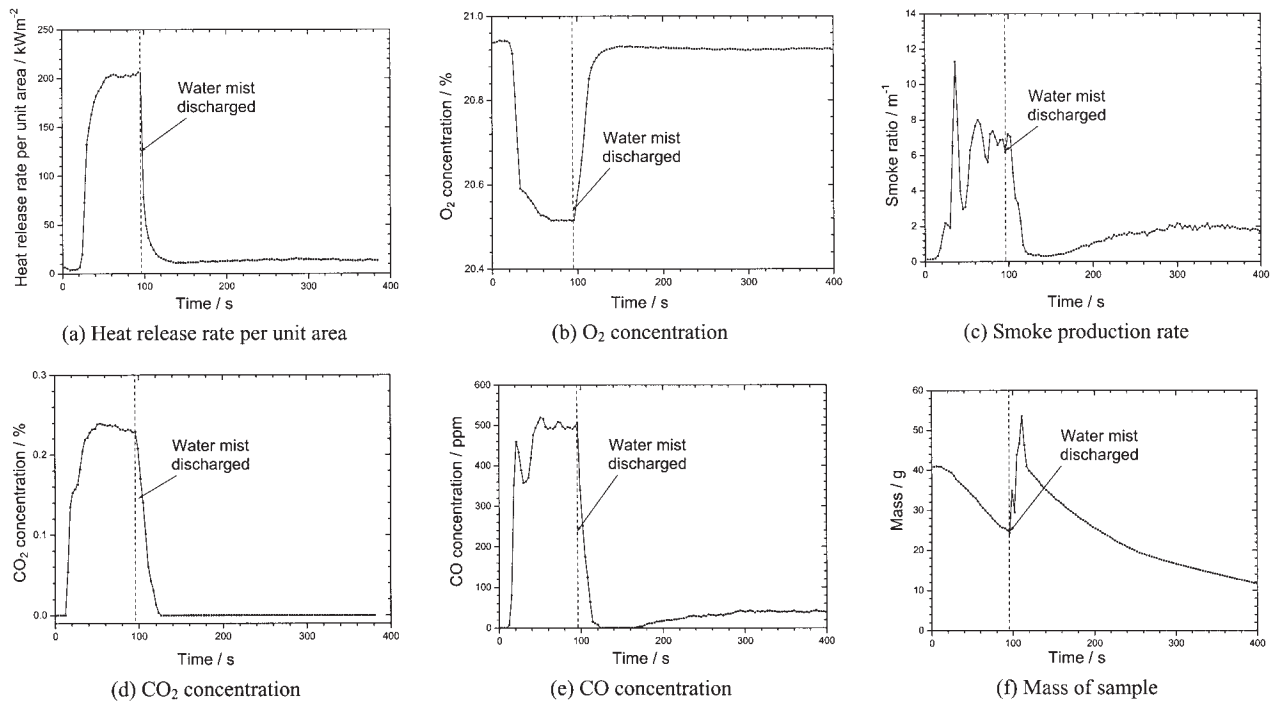 Heat release rate per unit area / kWm-2
250
200
150
100
50
0
Water mist
discharged
0 100 200 300 400
Time / s
(a) Heat release rate per unit area
O2 concentration / %
21.0
20.8
20.6
20.4
Water mist
discharged
0 100 200 300 400
Time / s
(b) O2 concentration
Smoke ratio / m-1
14
12
10
8
6
4
2
0
Water mist
discharged
0 100 200 300 400
Time / s
(c) Smoke production rate
CO2 concentration / %
0.3
0.2
0.1
0.0
Water mist
discharged
0 100 200 300 400
Time / s
(d) CO2 concentration
CO concentration / ppm
600
500
400
300
200
100
0
Water mist
discharged
0 100 200 300 400
Time / s
(e) CO concentration
Mass / g
60
50
40
30
20
10
0
Water mist
discharged
0 100 200 300 400
Time / s
(f) Mass of sample